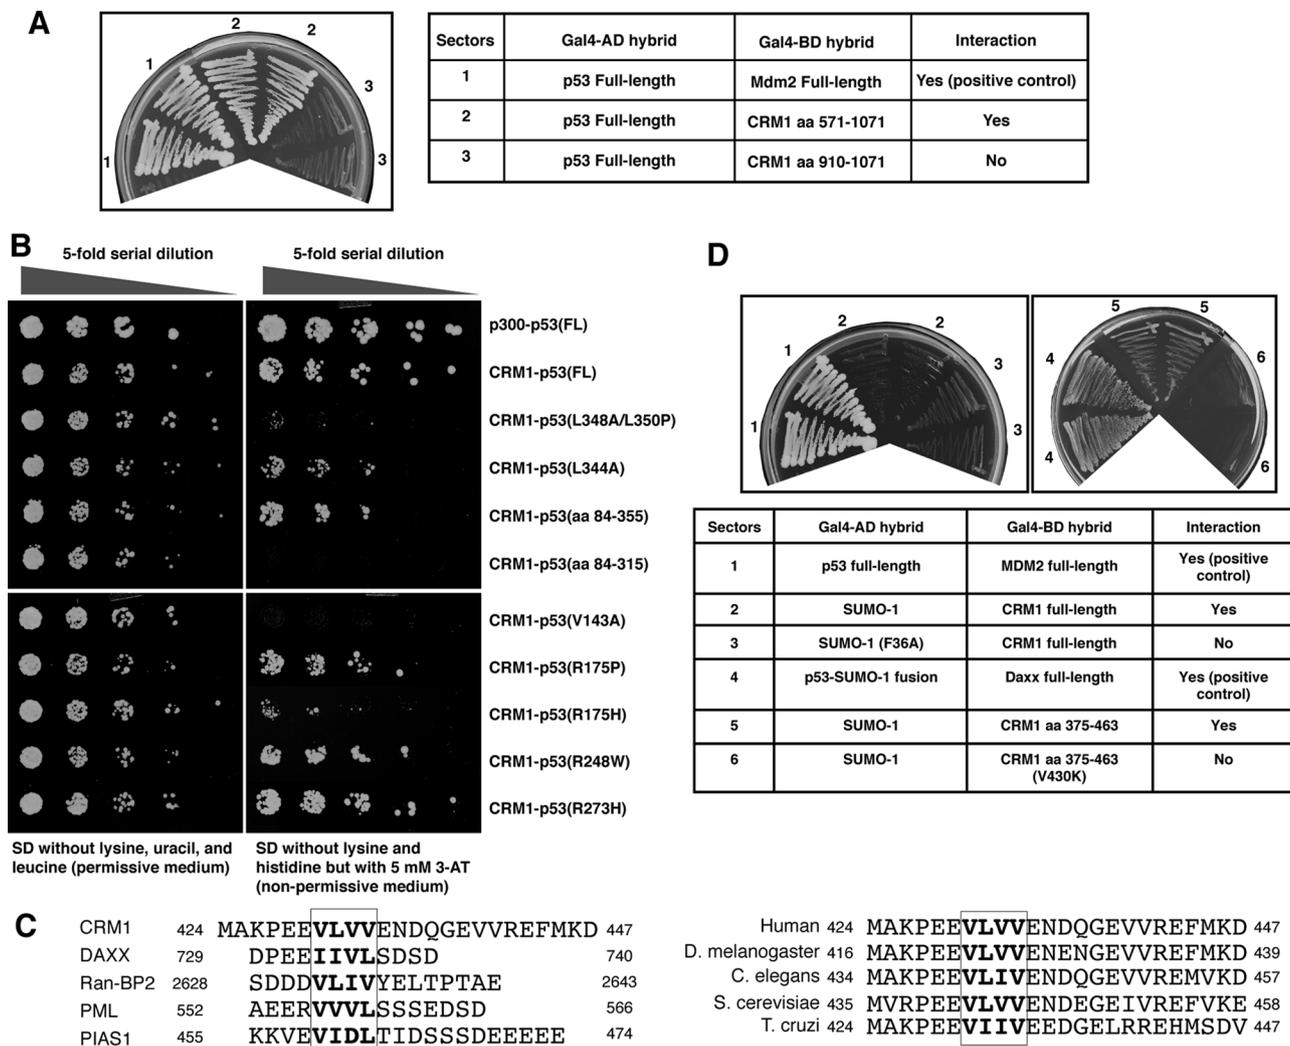 A
1
1
2
2
3
3
Sectors Gal4-AD hybrid Gal4-BD hybrid Interaction
1 p53 Full-length Mdm2 Full-length Yes (positive control)
2 p53 Full-length CRM1 aa 571-1071 Yes
3 p53 Full-length CRM1 aa 910-1071 No
B
5-fold serial dilution 5-fold serial dilution
p300-p53(FL)
CRM1-p53(FL)
CRM1-p53(L348A/L350P)
CRM1-p53(L344A)
CRM1-p53(aa 84-355)
CRM1-p53(aa 84-315)
CRM1-p53(V143A)
CRM1-p53(R175P)
CRM1-p53(R175H)
CRM1-p53(R248W)
CRM1-p53(R273H)
SD without lysine, uracil, and
leucine (permissive medium)
SD without lysine and
histidine but with 5 mM 3-AT
(non-permissive medium)
D
1
1
2
2
3
3
4
4
5
5
6
6
Sectors Gal4-AD hybrid Gal4-BD hybrid Interaction
1 p53 full-length MDM2 full-length Yes (positive
control)
2 SUMO-1 CRM1 full-length Yes
3 SUMO-1 (F36A) CRM1 full-length No
4 p53-SUMO-1 fusion Daxx full-length Yes (positive
control)
5 SUMO-1 CRM1 aa 375-463 Yes
6 SUMO-1 CRM1 aa 375-463 No
(V430K)
C
CRM1 424 MAKPEEVLVVENDQGEVVREFMKD 447
DAXX 729 DPEEIIVLSDSD 740
Ran-BP2 2628 SDDDVLIVYELTPTAE 2643
PML 552 AEERVVVLSSSEDSD 566
PIAS1 455 KKVEVIDLTIDSSSDEEEEE 474
Human 424 MAKPEEVLVVENDQGEVVREFMKD 447
D. melanogaster 416 MAKPEEVLVVENENGEVVREFMKD 439
C. elegans 434 MAKPEEVLIVENDQGEVVREMVKD 457
S. cerevisiae 435 MVRPEEVLVVENDEGEIVREFVKE 458
T. cruzi 424 MAKPEEVIIVEEDGELRREHMSDV 447